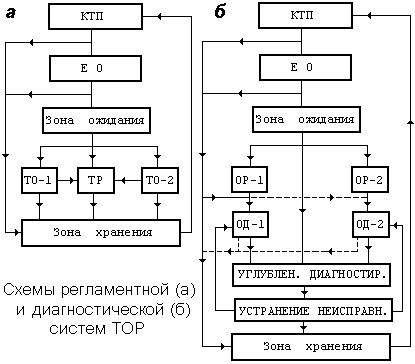 а
КТП
Е О
Зона ожидания
ТО-1
ТР
ТО-2
Зона хранения
Схемы регламентной (а)
и диагностической (б)
систем ТОР
б
КТП
Е О
Зона ожидания
ОР-1
ОР-2
ОД-1
ОД-2
УГЛУБЛЕН. ДИАГНОСТИР.
УСТРАНЕНИЕ НЕИСПРАВН.
Зона хранения